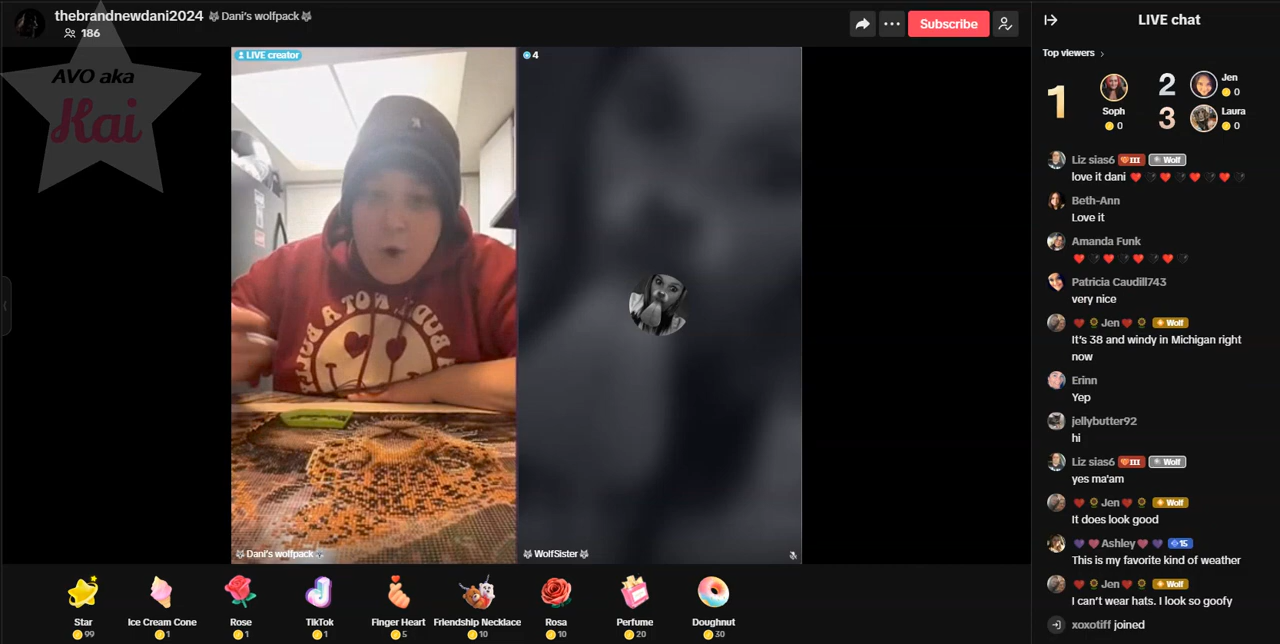 thebrandnewdani2024 🐺 Dani's wolfpack 🐺
186
Subscribe
AVO aka
Kai
LIVE creator
4
BUD NOT A BULLY
Dani's wolfpack
🐺 WolfSister 🐺
Star
99
Ice Cream Cone
1
Rose
1
TikTok
1
Finger Heart
5
Friendship Necklace
10
Rosa
10
Perfume
20
Doughnut
30
LIVE chat
Top viewers >
1
Soph
0
2
Jen
0
3
Laura
0
Liz sias6 III Wolf
love it dani ❤️🖤❤️🖤❤️🖤❤️🖤
Beth-Ann
Love it
Amanda Funk
❤️🖤❤️🖤❤️🖤❤️🖤
Patricia Caudill743
very nice
❤️🌻Jen❤️🌻 Wolf
It's 38 and windy in Michigan right
now
Erinn
Yep
jellybutter92
hi
Liz sias6 III Wolf
yes ma'am
❤️🌻Jen❤️🌻 Wolf
It does look good
💜❤️Ashley❤️💜 15
This is my favorite kind of weather
❤️🌻Jen❤️🌻 Wolf
I can't wear hats. I look so goofy
xoxotiff joined